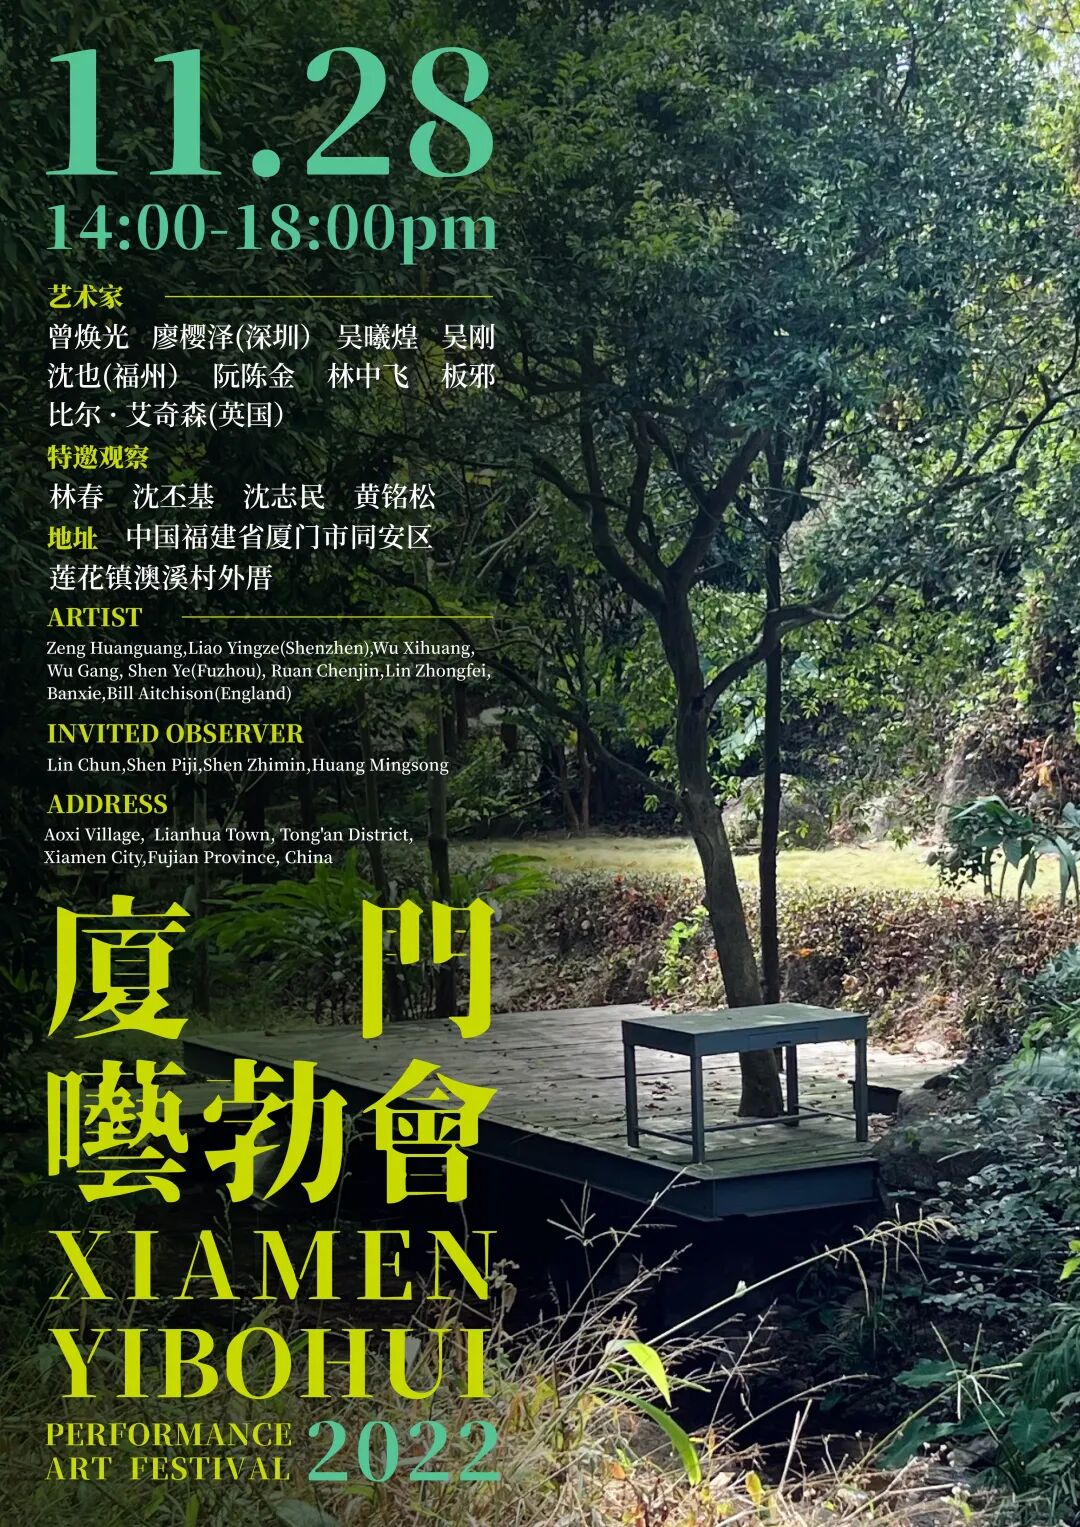 11.28
14:00-18:00pm
艺术家
曾焕光 廖樱泽(深圳) 吴曦煌 吴刚
沈也(福州) 阮陈金 林中飞 板邪
比尔·艾奇森(英国)
特邀观察
林春 沈丕基 沈志民 黄铭松
地址 中国福建省厦门市同安区
莲花镇澳溪村外厝
ARTIST
Zeng Huanguang,Liao Yingze(Shenzhen),Wu Xihuang,
Wu Gang, Shen Ye(Fuzhou), Ruan Chenjin,Lin Zhongfei,
Banxie,Bill Aitchison(England)
INVITED OBSERVER
Lin Chun,Shen Piji,Shen Zhimin,Huang Mingsong
ADDRESS
Aoxi Village, Lianhua Town, Tong'an District,
Xiamen City,Fujian Province, China
廈門
囈勃會
XIAMEN
YIBOHUI
PERFORMANCE
ART FESTIVAL 2022